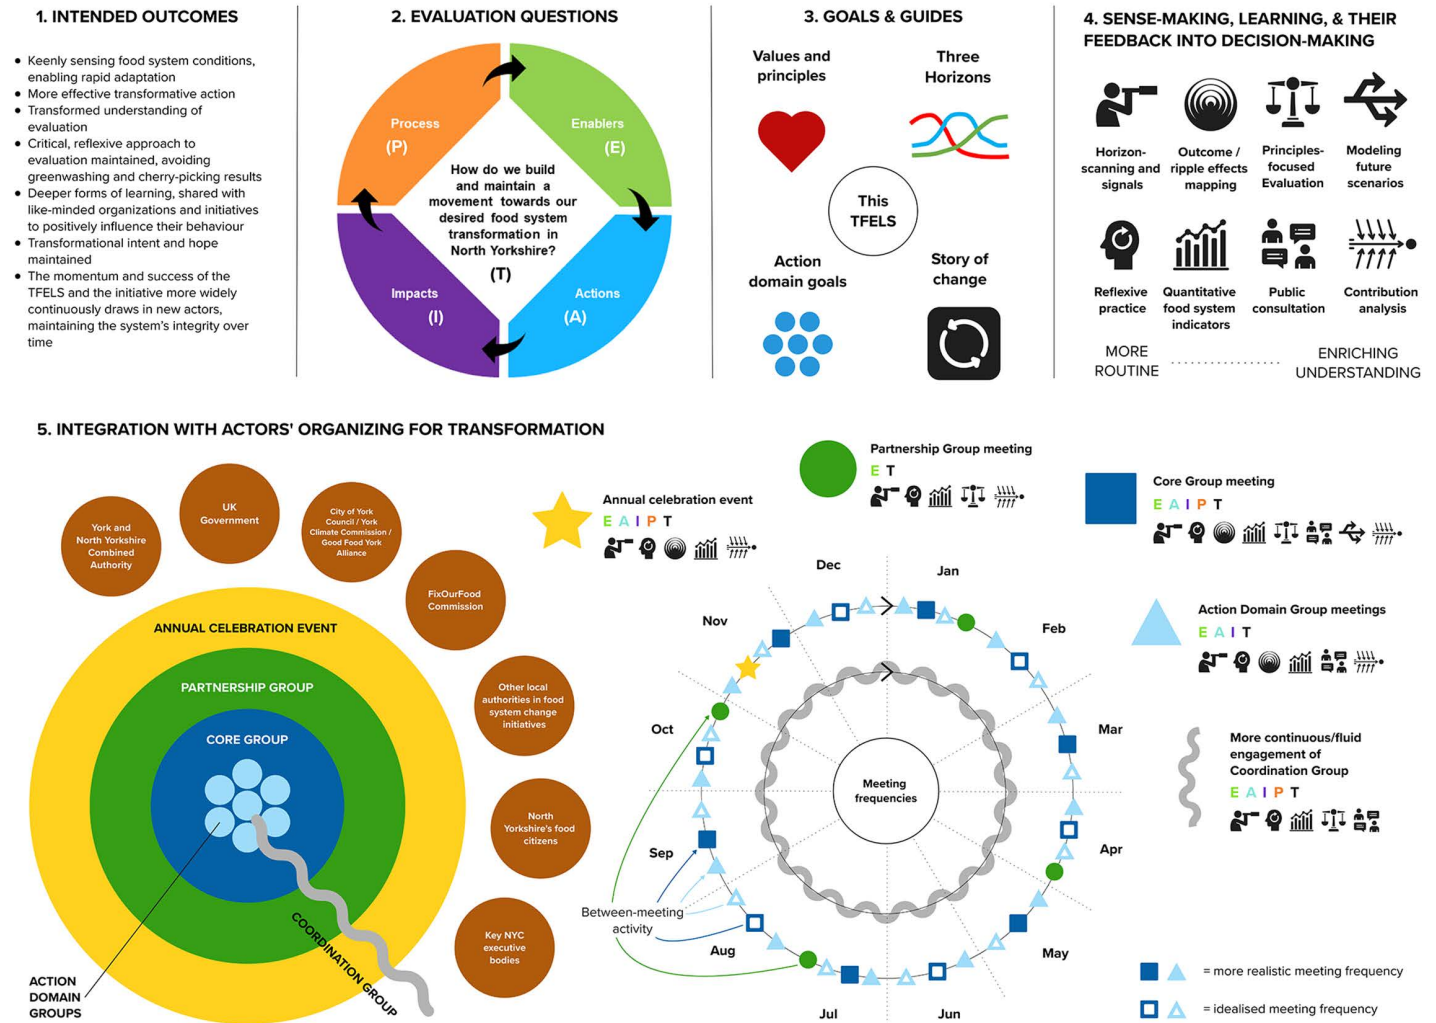 1. INTENDED OUTCOMES
• Keenly sensing food system conditions,
enabling rapid adaptation
• More effective transformative action
• Transformed understanding of
evaluation
• Critical, reflexive approach to
evaluation maintained, avoiding
greenwashing and cherry-picking results
• Deeper forms of learning, shared with
like-minded organizations and initiatives
to positively influence their behaviour
• Transformational intent and hope
maintained
• The momentum and success of the
TFELS and the initiative more widely
continuously draws in new actors,
maintaining the system's integrity over
time
2. EVALUATION QUESTIONS
Process
(P)
Enablers
(E)
How do we build
and maintain a
movement towards our
desired food system
transformation in
North Yorkshire?
(T)
Impacts
(I)
Actions
(A)
3. GOALS & GUIDES
Values and
principles
Three
Horizons
This
TFELS
Action
domain goals
Story of
change
4. SENSE-MAKING, LEARNING, & THEIR
FEEDBACK INTO DECISION-MAKING
Horizon-
scanning and
signals
Outcome /
ripple effects
mapping
Principles-
focused
Evaluation
Modeling
future
scenarios
Reflexive
practice
Quantitative
food system
indicators
Public
consultation
Contribution
analysis
MORE
ROUTINE
ENRICHING
UNDERSTANDING
5. INTEGRATION WITH ACTORS' ORGANIZING FOR TRANSFORMATION
York and
North Yorkshire
Combined
Authority
UK
Government
City of York
Council / York
Climate Commission /
Good Food York
Alliance
FixOurFood
Commission
Other local
authorities in food
system change
initiatives
North
Yorkshire's food
citizens
Key NYC
executive
bodies
ANNUAL CELEBRATION EVENT
PARTNERSHIP GROUP
CORE GROUP
COORDINATION GROUP
ACTION
DOMAIN
GROUPS
Annual celebration event
E A I P T
Partnership Group meeting
E T
Core Group meeting
E A I P T
Action Domain Group meetings
E A I T
More continuous/fluid
engagement of
Coordination Group
E A I P T
Dec
Jan
Nov
Feb
Oct
Mar
Meeting
frequencies
Sep
Apr
Between-meeting
activity
Aug
May
Jul
Jun
= more realistic meeting frequency
= idealised meeting frequency